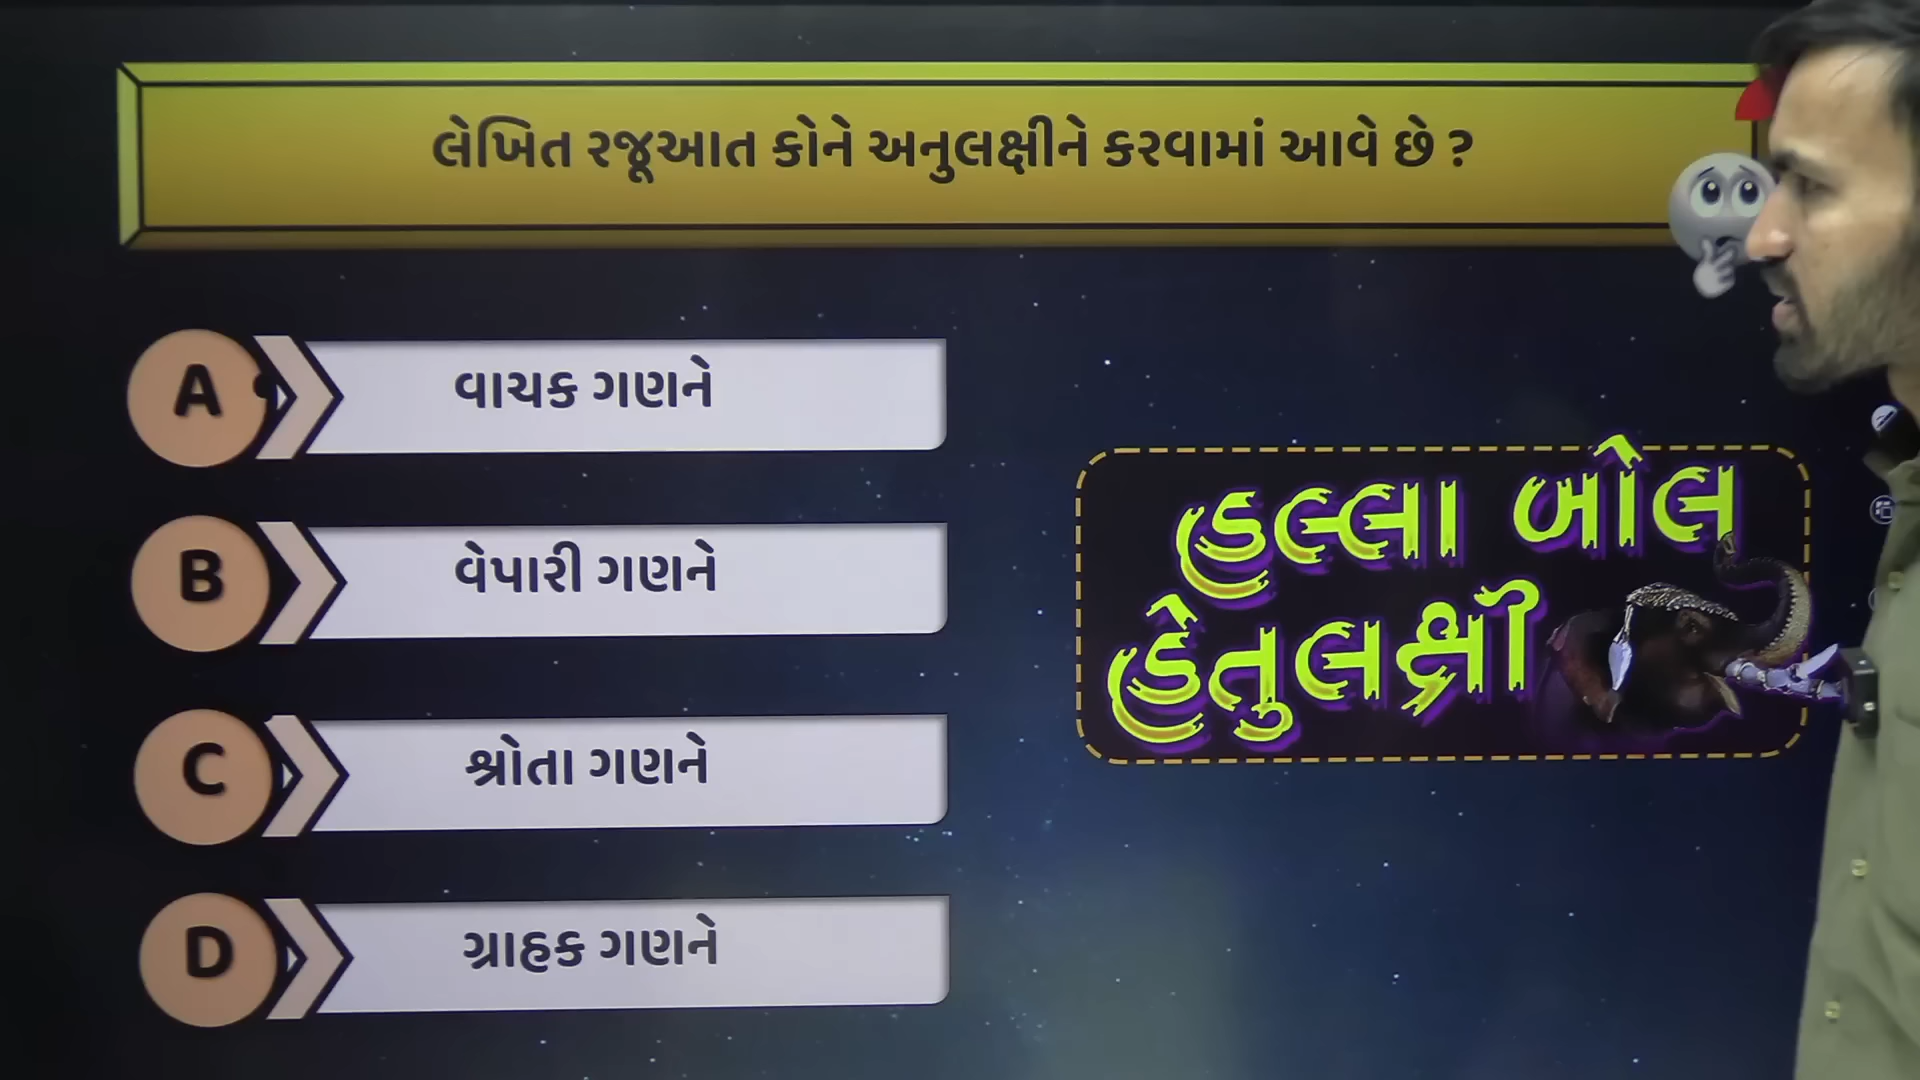 લેખિત રજૂઆત કોને અનુલક્ષીને કરવામાં આવે છે ?
A વાચક ગણને
B વેપારી ગણને
C શ્રોતા ગણને
D ગ્રાહક ગણને
હલ્લા બોલ
હેતુલક્ષી